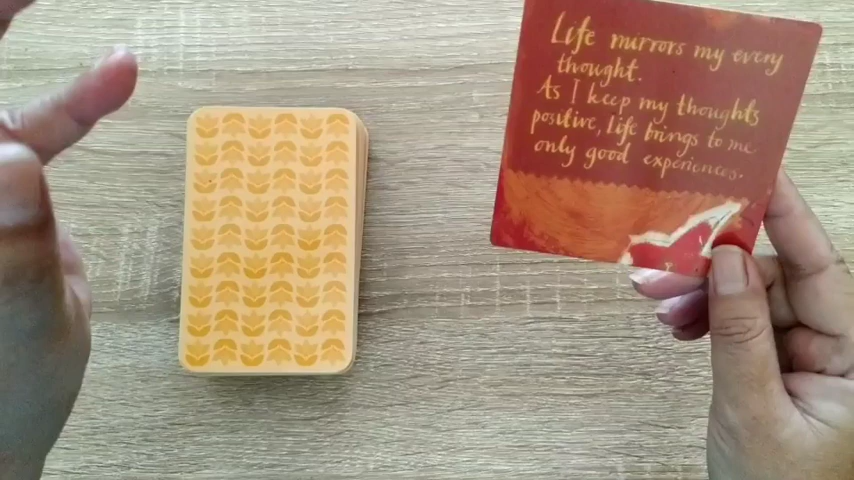 Life mirrors my every
thought.
As I keep my thoughts
positive, Life brings to me
only good experiences.